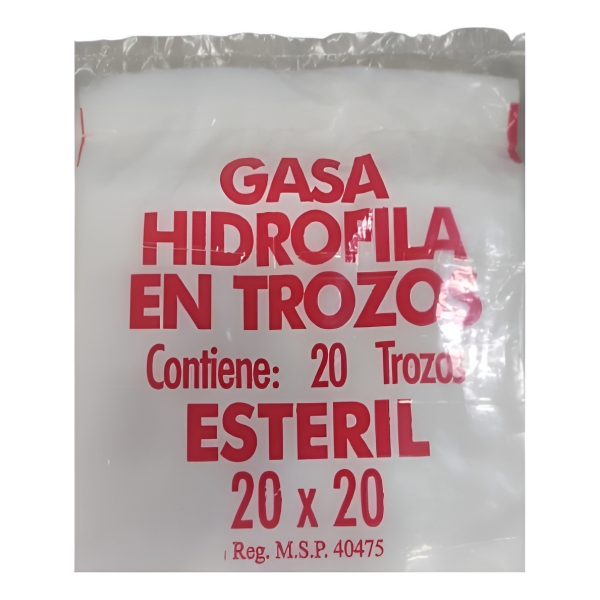 GASA
HIDROFILA
EN TROZOS
Contiene: 20 Trozos
ESTERIL
20 x 20
Reg. M.S.P. 40475